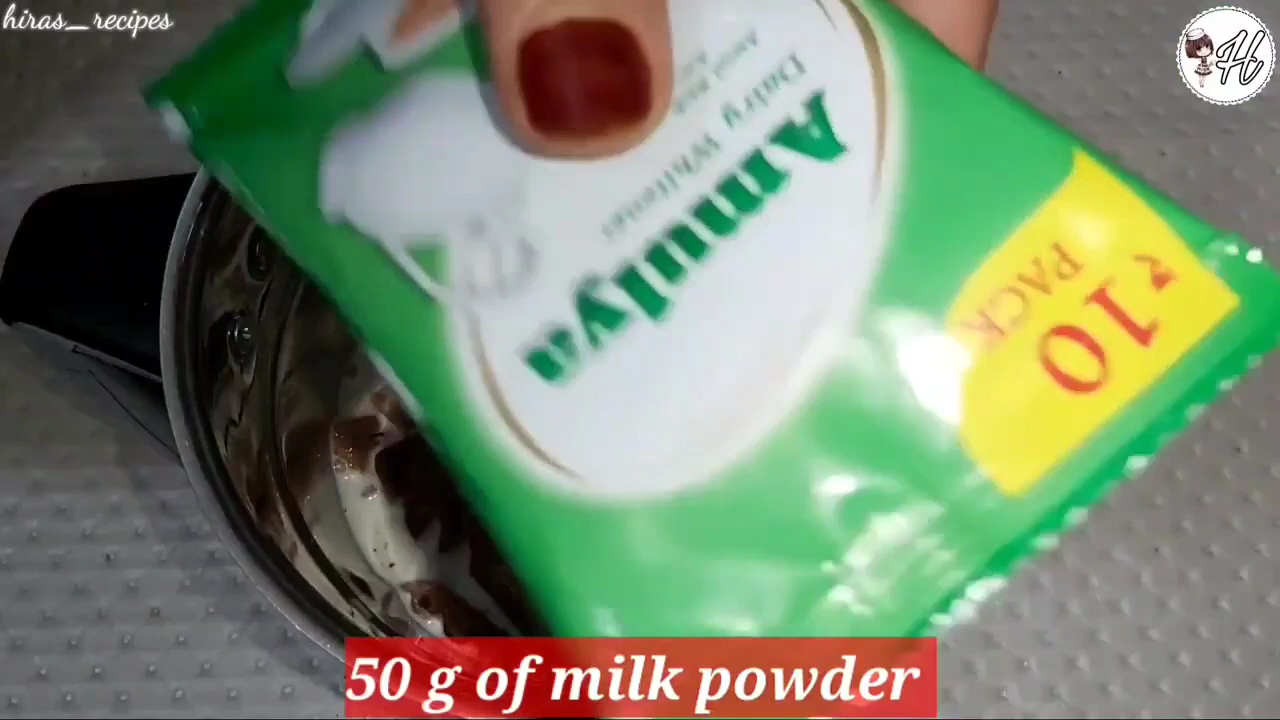 hiras_recipes
H
Amulya
Dairy Whitener
₹10
PACK
50 g of milk powder